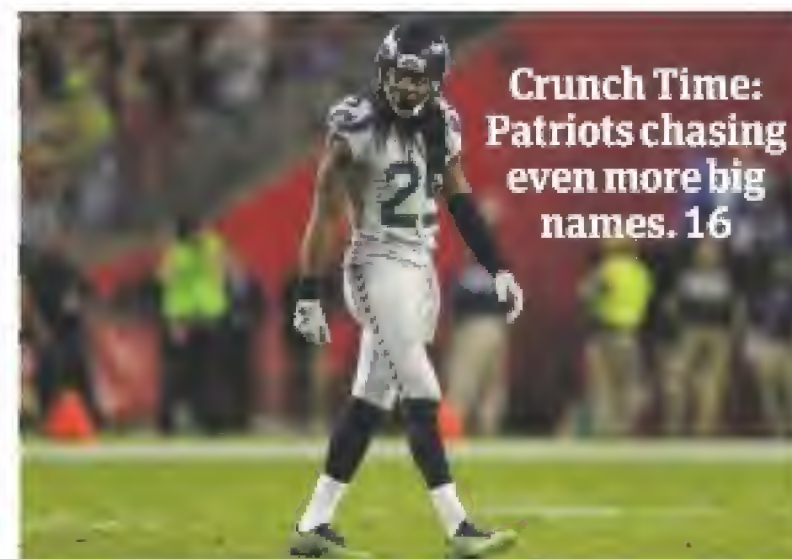 Crunch Time:
Patriots chasing
even more big
names. 16